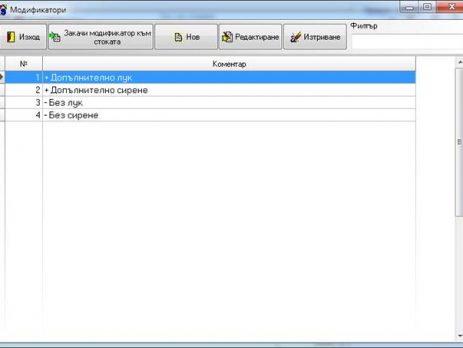 Модификатори
Изход
Закачи модификатор към
стоката
Нов
Редактиране
Изтриване
Филтър
№ Коментар
1 + Допълнително лук
2 + Допълнително сирене
3 - Без лук
4 - Без сирене